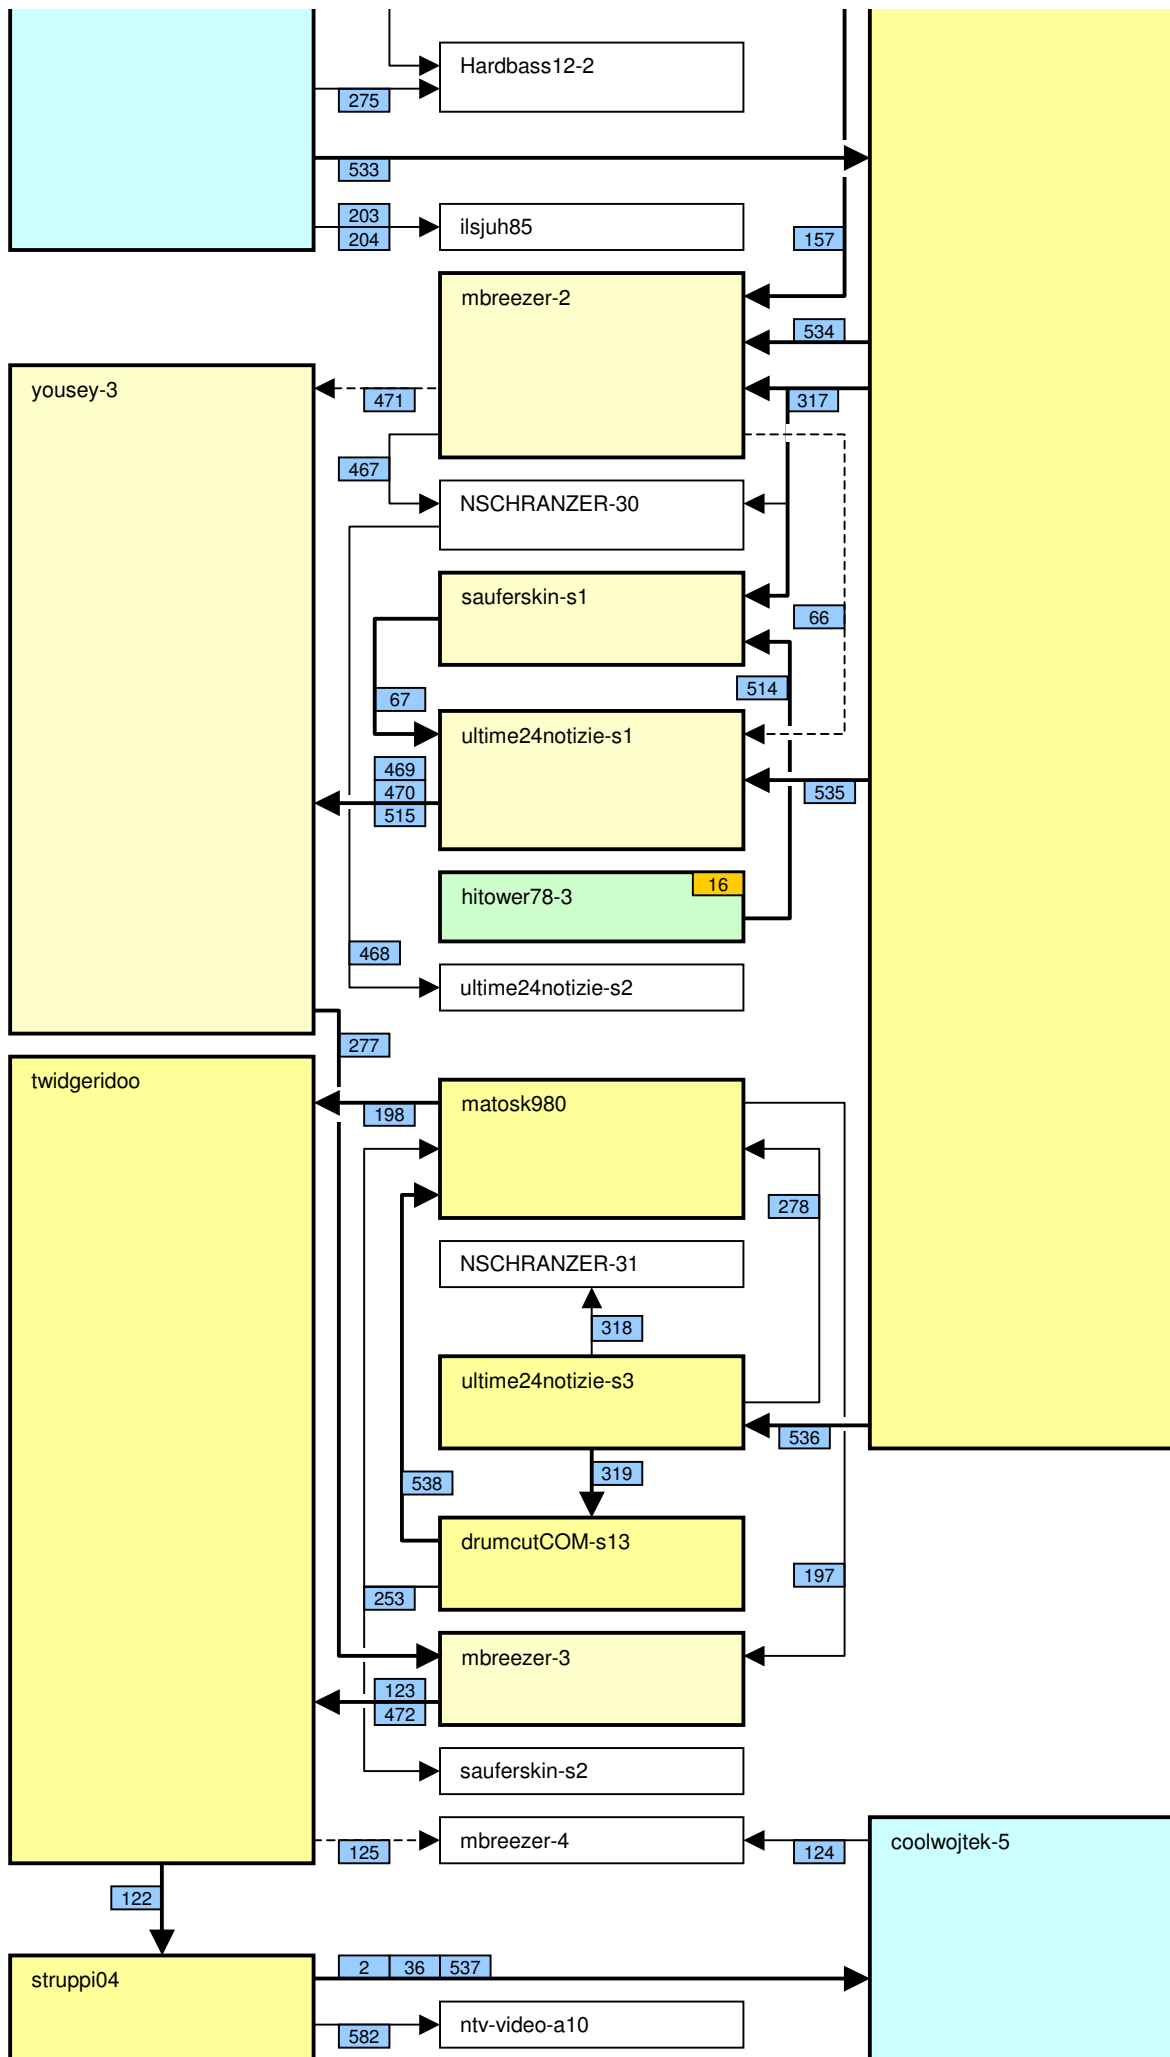 Hardbass12-2
275
533
203
204
ilsjuh85
157
mbreezer-2
534
yousey-3
471
317
467
NSCHRANZER-30
sauferskin-s1
66
514
67
ultime24notizie-s1
469
470
515
535
16
hitower78-3
468
ultime24notizie-s2
277
twidgeridoo
198
matosk980
278
NSCHRANZER-31
318
ultime24notizie-s3
536
538
319
drumcutCOM-s13
197
253
mbreezer-3
123
472
sauferskin-s2
mbreezer-4
125
124
coolwojtek-5
122
struppi04
2 36 537
ntv-video-a10
582